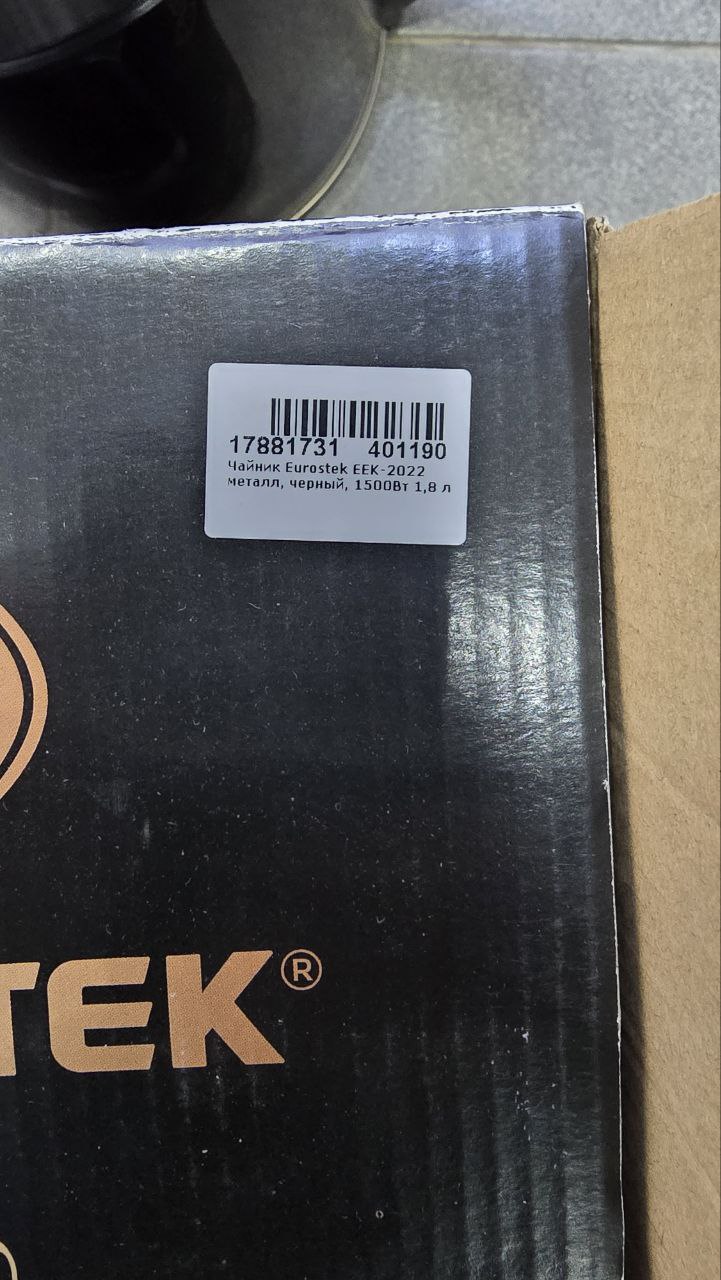 17881731 401190
Чайник Eurostek EEK-2022
металл, черный, 1500Вт 1,8 л
TEK®